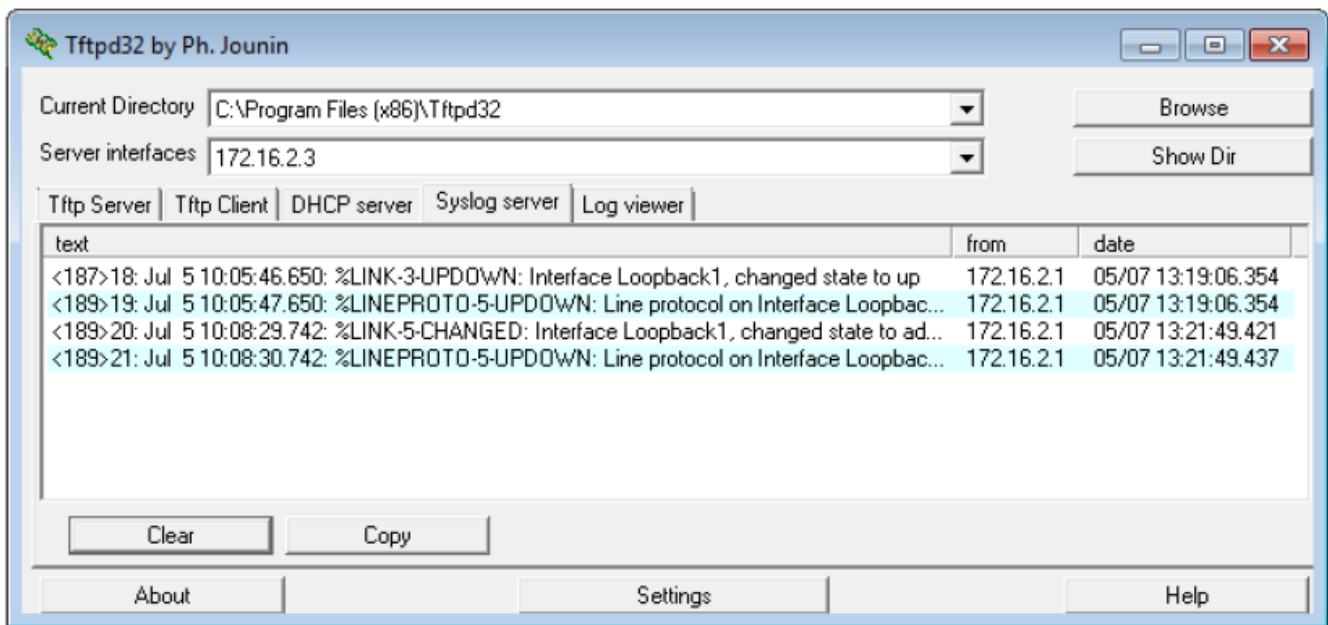 Tftpd32 by Ph. Jounin
Current Directory C:\Program Files (x86)\Tftpd32 Browse
Server interfaces 172.16.2.3 Show Dir
Tftp Server Tftp Client DHCP server Syslog server Log viewer
text from date
<187>18: Jul 5 10:05:46.650: %LINK-3-UPDOWN: Interface Loopback1, changed state to up 172.16.2.1 05/07 13:19:06.354
<189>19: Jul 5 10:05:47.650: %LINEPROTO-5-UPDOWN: Line protocol on Interface Loopbac... 172.16.2.1 05/07 13:19:06.354
<189>20: Jul 5 10:08:29.742: %LINK-5-CHANGED: Interface Loopback1, changed state to ad... 172.16.2.1 05/07 13:21:49.421
<189>21: Jul 5 10:08:30.742: %LINEPROTO-5-UPDOWN: Line protocol on Interface Loopbac... 172.16.2.1 05/07 13:21:49.437
Clear Copy
About Settings Help